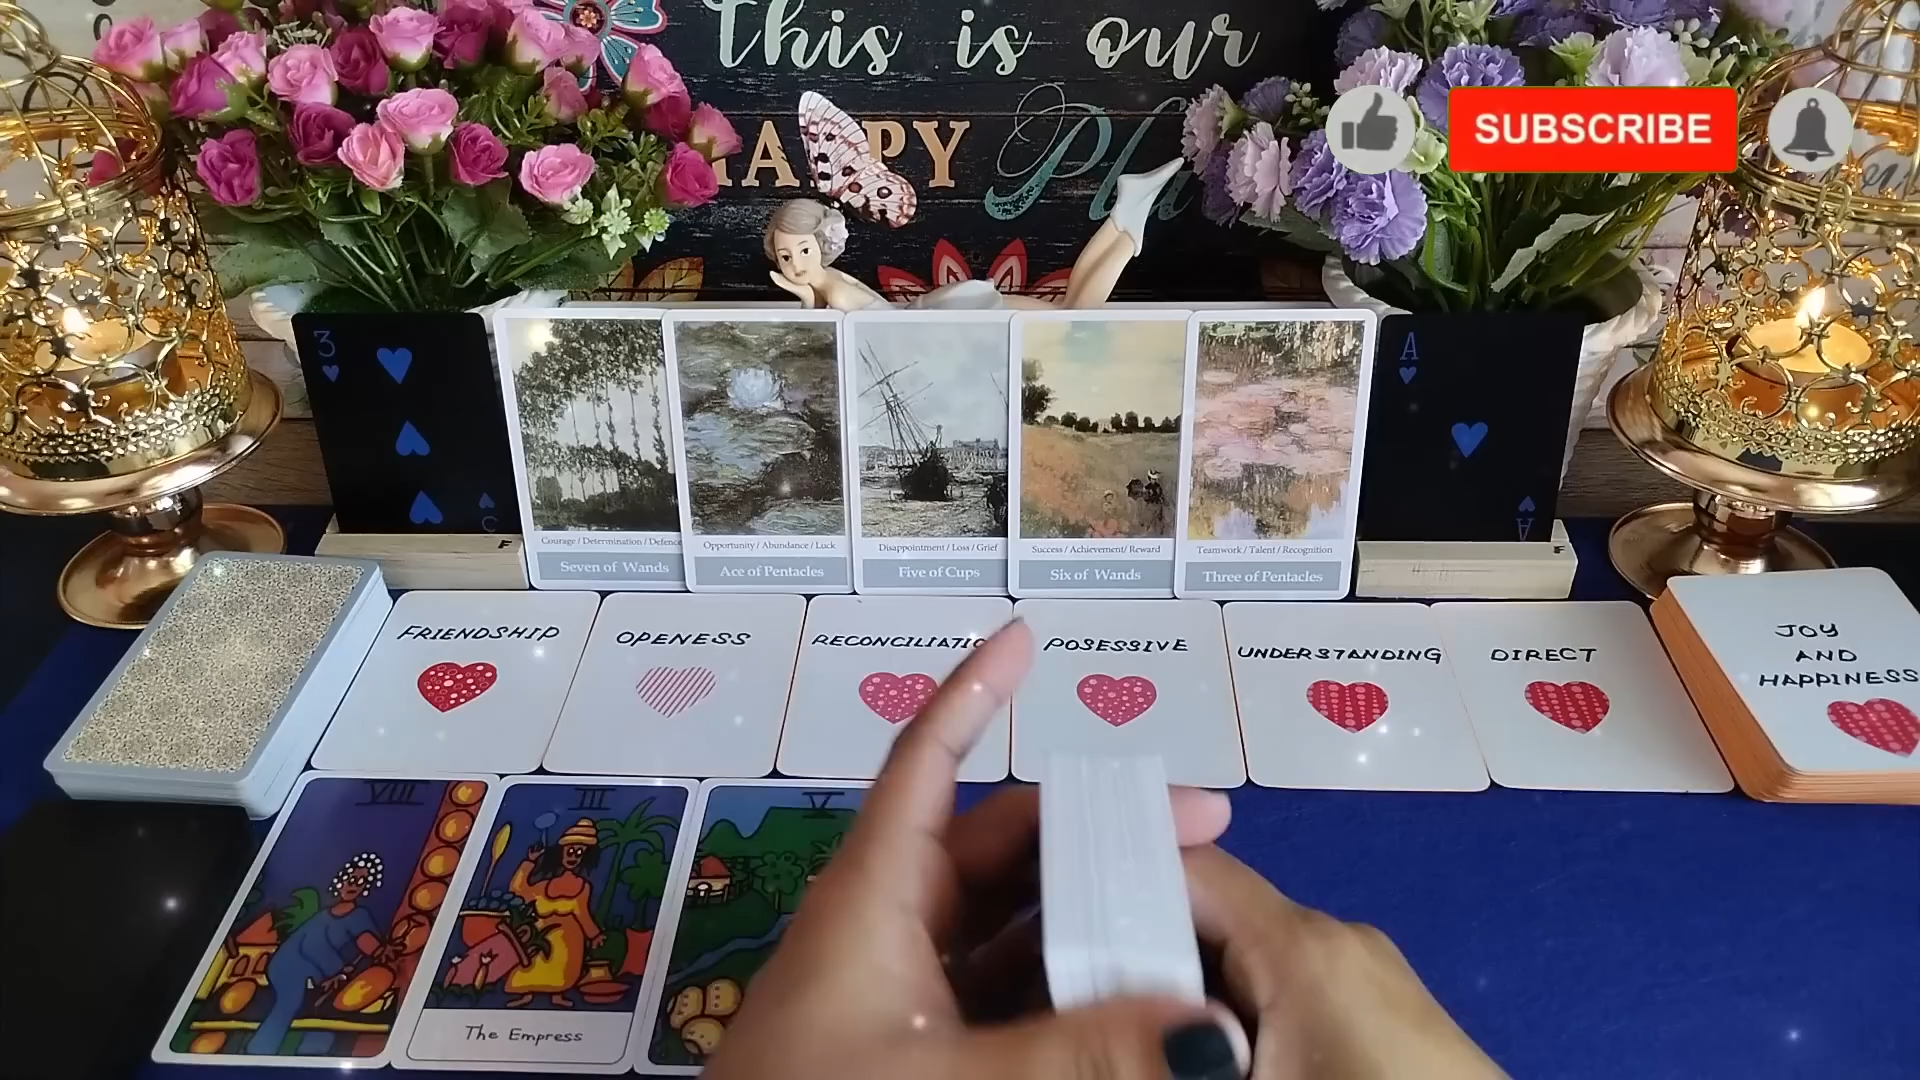 this is our
HAPPY
SUBSCRIBE
3
A
A
Courage / Determination / Defence
Seven of Wands
Opportunity / Abundance / Luck
Ace of Pentacles
Disappointment / Loss / Grief
Five of Cups
Success / Achievement / Reward
Six of Wands
Teamwork / Talent / Recognition
Three of Pentacles
F
F
FRIENDSHIP
OPENESS
RECONCILIATIO
POSESSIVE
UNDERSTANDING
DIRECT
JOY
AND
HAPPINESS
VIII
III
V
The Empress